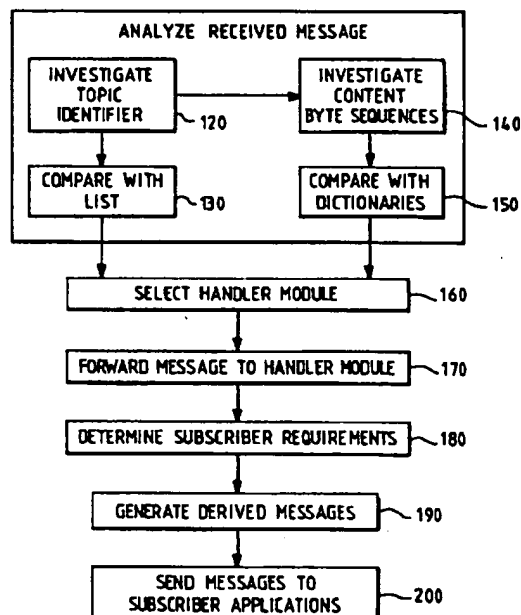 ANALYZE RECEIVED MESSAGE
INVESTIGATE
TOPIC
IDENTIFIER
120
INVESTIGATE
CONTENT
BYTE SEQUENCES
140
COMPARE WITH
LIST
130
COMPARE WITH
DICTIONARIES
150
SELECT HANDLER MODULE
160
FORWARD MESSAGE TO HANDLER MODULE
170
DETERMINE SUBSCRIBER REQUIREMENTS
180
GENERATE DERIVED MESSAGES
190
SEND MESSAGES TO
SUBSCRIBER APPLICATIONS
200